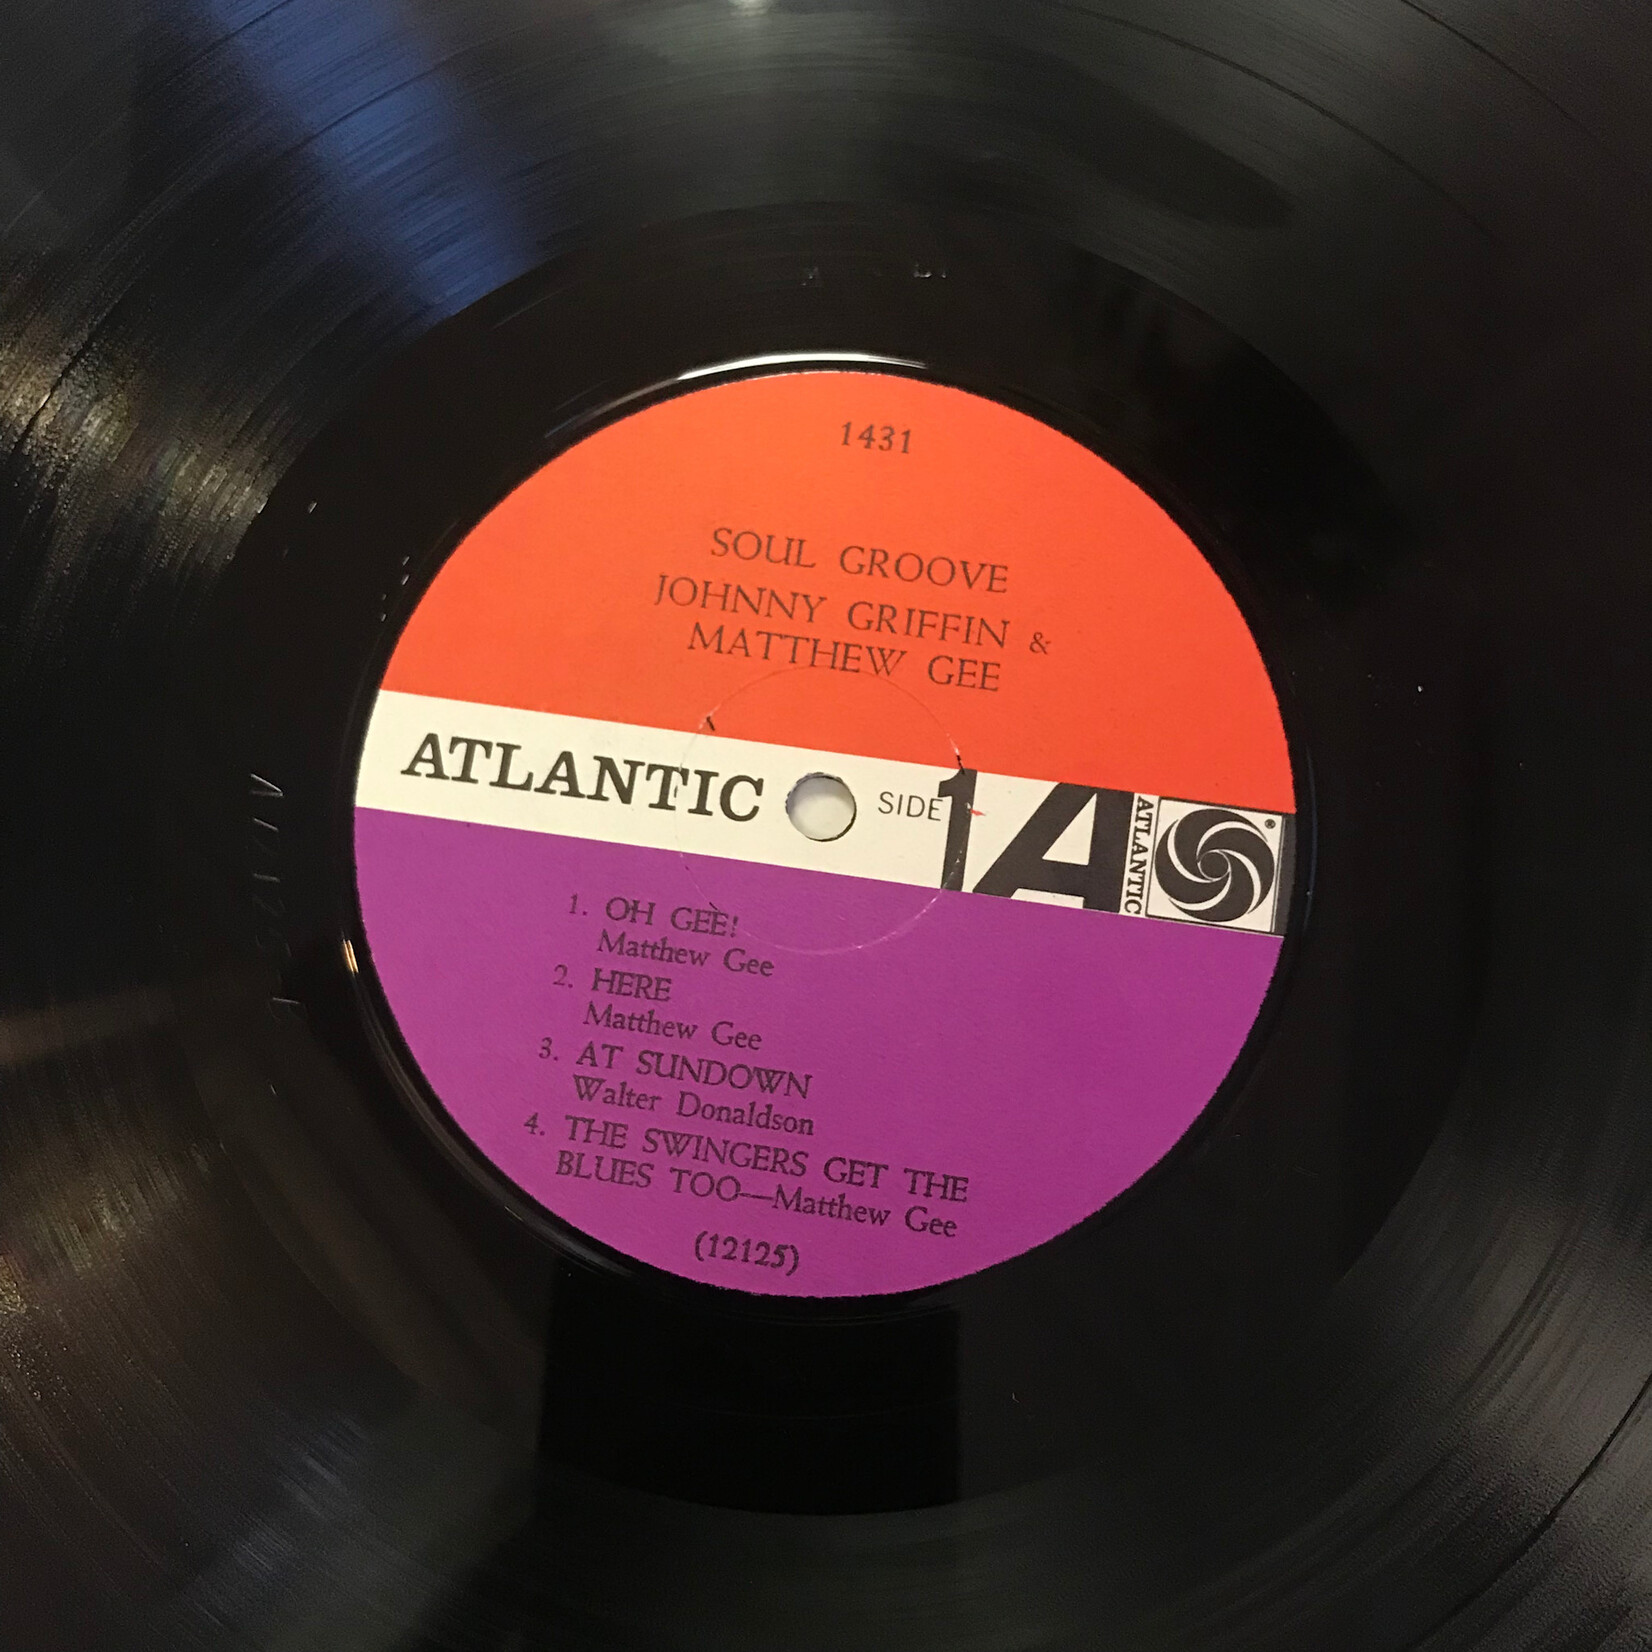 1431
SOUL GROOVE
JOHNNY GRIFFIN &
MATTHEW GEE
ATLANTIC
SIDE 1
A
ATLANTIC
®
1. OH GEE!
Matthew Gee
2. HERE
Matthew Gee
3. AT SUNDOWN
Walter Donaldson
4. THE SWINGERS GET THE
BLUES TOO—Matthew Gee
(12125)